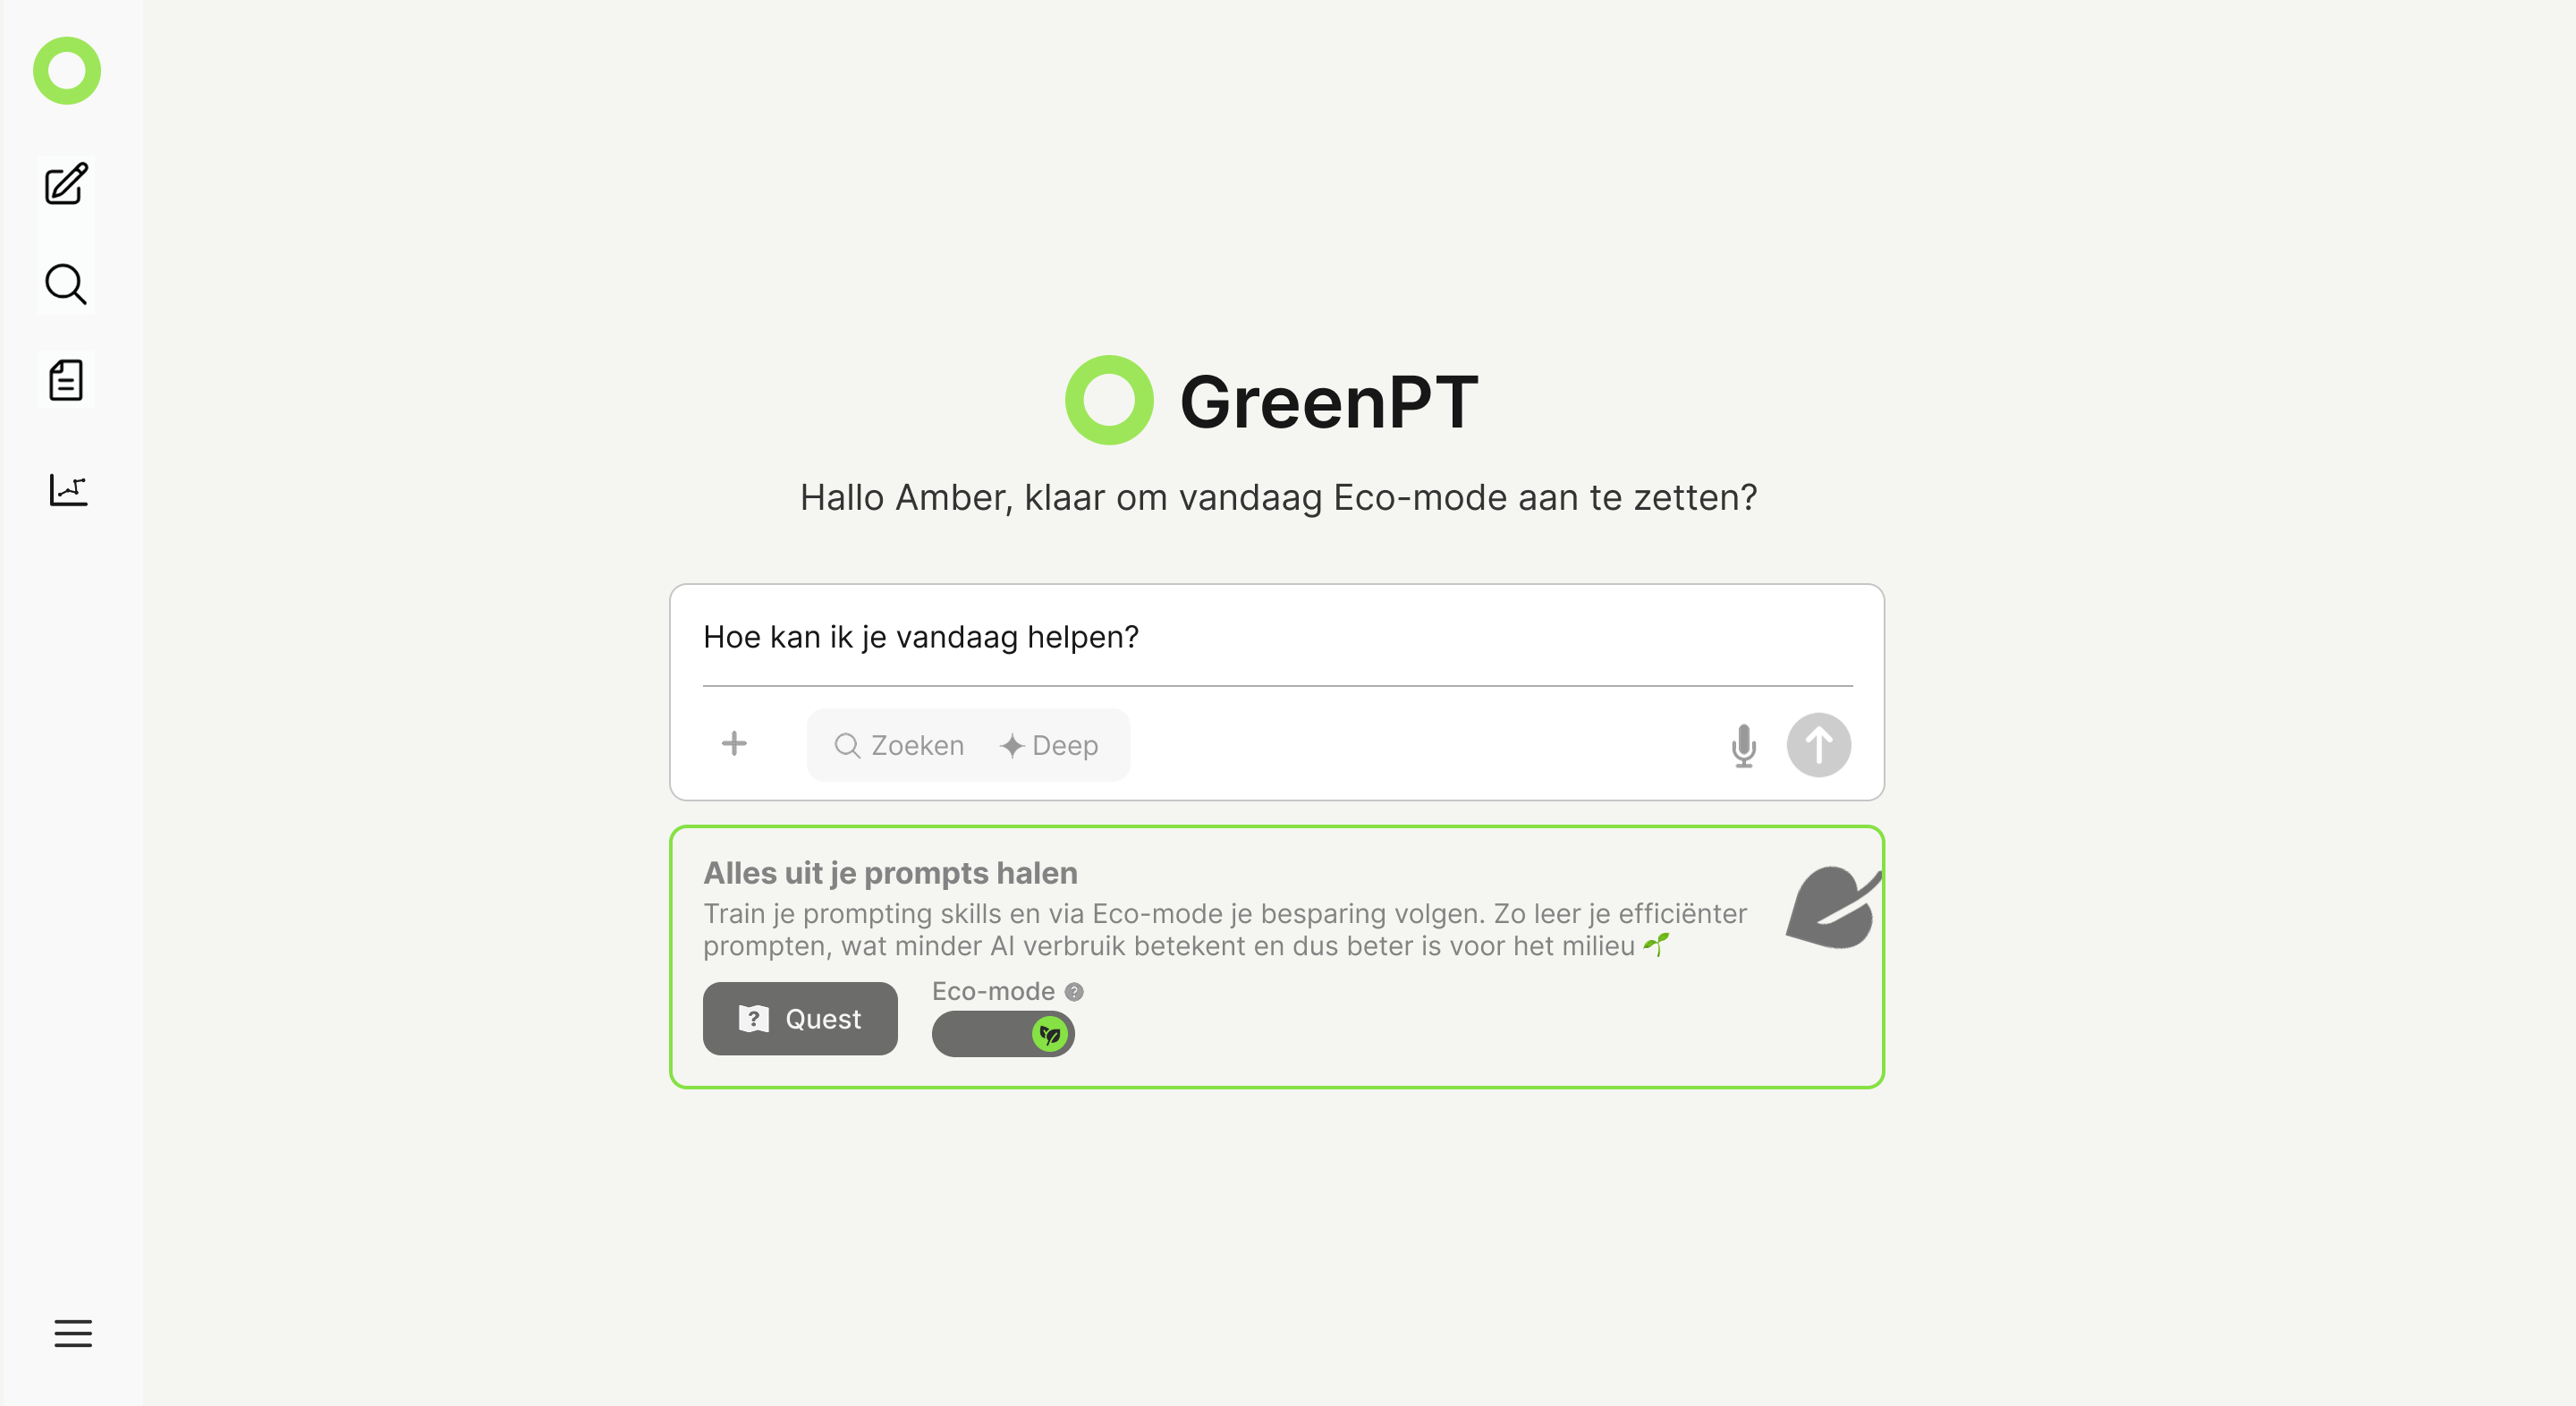 GreenPT
Hallo Amber, klaar om vandaag Eco-mode aan te zetten?
Hoe kan ik je vandaag helpen?
Zoeken Deep
Alles uit je prompts halen
Train je prompting skills en via Eco-mode je besparing volgen. Zo leer je efficiënter
prompten, wat minder AI verbruik betekent en dus beter is voor het milieu 🌱
Eco-mode ?
? Quest